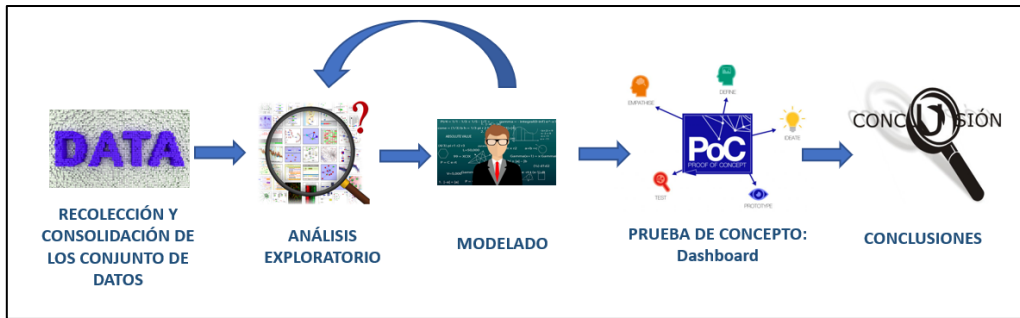 DATA
?
EMPATHISE
DEFINE
IDEATE
PoC
PROOF OF CONCEPT
TEST
PROTOTYPE
CONCLUSIÓN
RECOLECCIÓN Y
CONSOLIDACIÓN DE
LOS CONJUNTO DE
DATOS
ANÁLISIS
EXPLORATORIO
MODELADO
PRUEBA DE CONCEPTO:
Dashboard
CONCLUSIONES